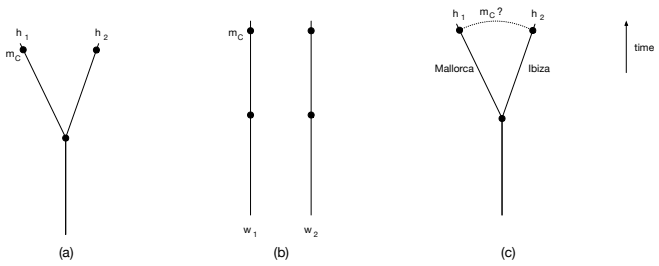 h 1 h 2
m C
(a)
m C
w 1 w 2
(b)
h 1 m C ? h 2
Mallorca Ibiza
(c)
time